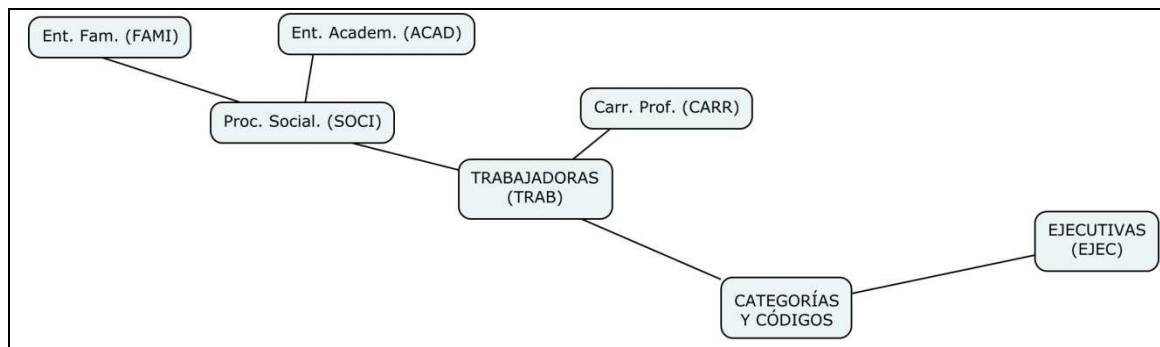 Ent. Fam. (FAMI)
Ent. Academ. (ACAD)
Proc. Social. (SOCI)
Carr. Prof. (CARR)
TRABAJADORAS
(TRAB)
EJECUTIVAS
(EJEC)
CATEGORÍAS
Y CÓDIGOS